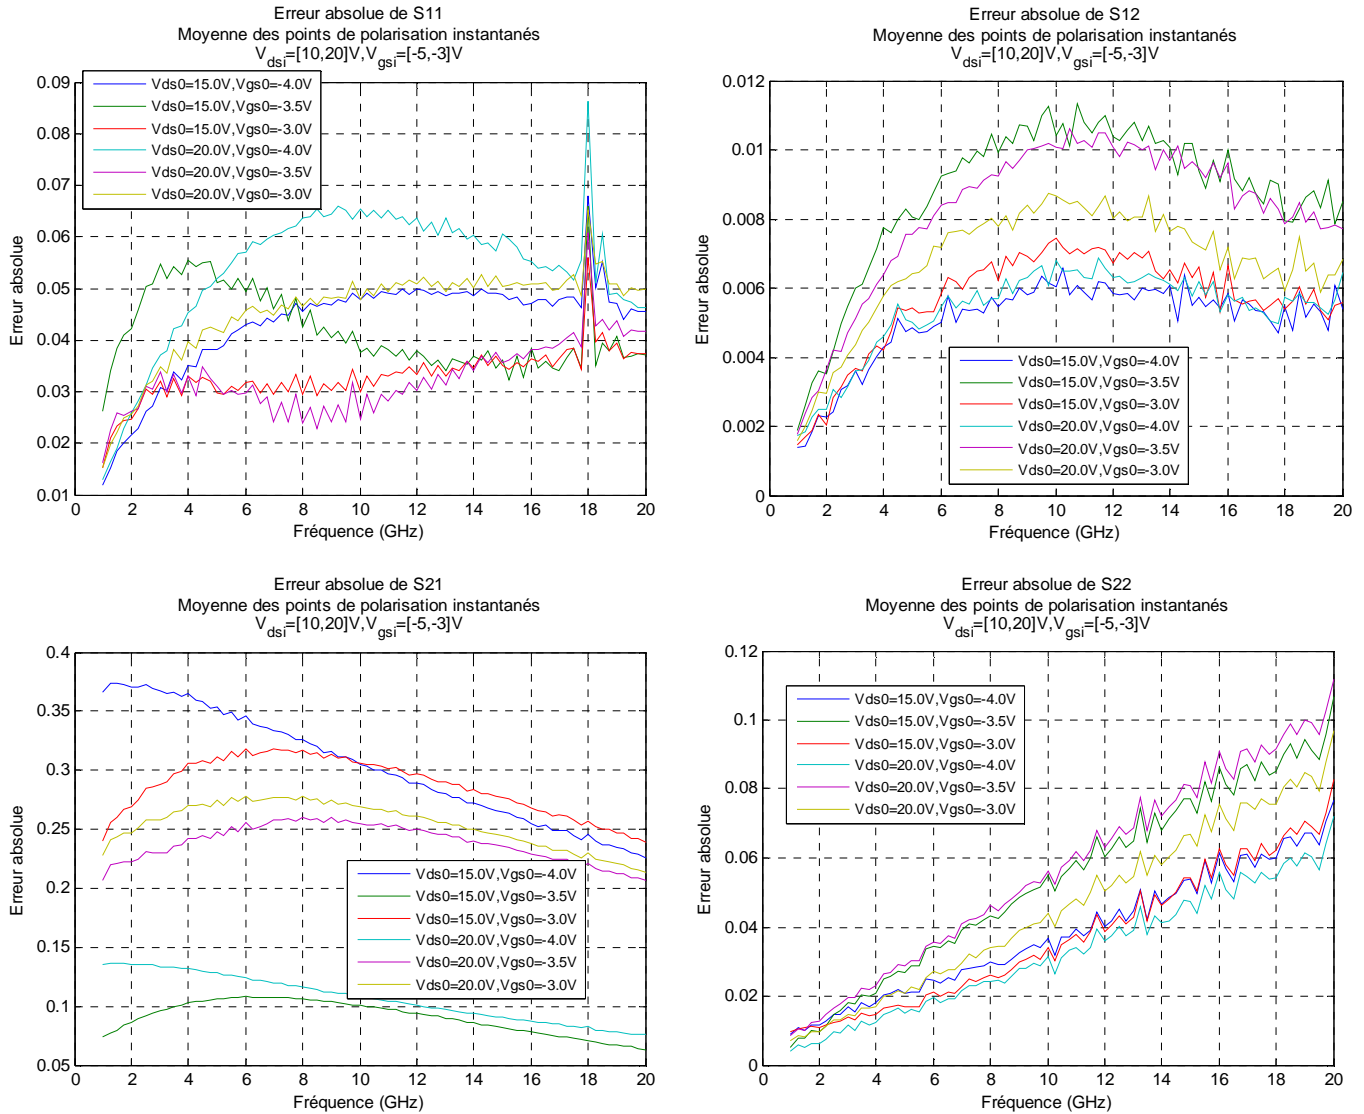 Erreur absolue de S11
Moyenne des points de polarisation instantanés
Vdsi=[10,20]V,Vgsi=[-5,-3]V
0.09
0.08
0.07
0.06
0.05
0.04
0.03
0.02
0.01
Erreur absolue
Vds0=15.0V,Vgs0=-4.0V
Vds0=15.0V,Vgs0=-3.5V
Vds0=15.0V,Vgs0=-3.0V
Vds0=20.0V,Vgs0=-4.0V
Vds0=20.0V,Vgs0=-3.5V
Vds0=20.0V,Vgs0=-3.0V
0 2 4 6 8 10 12 14 16 18 20
Fréquence (GHz)
Erreur absolue de S12
Moyenne des points de polarisation instantanés
Vdsi=[10,20]V,Vgsi=[-5,-3]V
0.012
0.01
0.008
0.006
0.004
0.002
0
Erreur absolue
Vds0=15.0V,Vgs0=-4.0V
Vds0=15.0V,Vgs0=-3.5V
Vds0=15.0V,Vgs0=-3.0V
Vds0=20.0V,Vgs0=-4.0V
Vds0=20.0V,Vgs0=-3.5V
Vds0=20.0V,Vgs0=-3.0V
0 2 4 6 8 10 12 14 16 18 20
Fréquence (GHz)
Erreur absolue de S21
Moyenne des points de polarisation instantanés
Vdsi=[10,20]V,Vgsi=[-5,-3]V
0.4
0.35
0.3
0.25
0.2
0.15
0.1
0.05
Erreur absolue
Vds0=15.0V,Vgs0=-4.0V
Vds0=15.0V,Vgs0=-3.5V
Vds0=15.0V,Vgs0=-3.0V
Vds0=20.0V,Vgs0=-4.0V
Vds0=20.0V,Vgs0=-3.5V
Vds0=20.0V,Vgs0=-3.0V
0 2 4 6 8 10 12 14 16 18 20
Fréquence (GHz)
Erreur absolue de S22
Moyenne des points de polarisation instantanés
Vdsi=[10,20]V,Vgsi=[-5,-3]V
0.12
0.1
0.08
0.06
0.04
0.02
0
Erreur absolue
Vds0=15.0V,Vgs0=-4.0V
Vds0=15.0V,Vgs0=-3.5V
Vds0=15.0V,Vgs0=-3.0V
Vds0=20.0V,Vgs0=-4.0V
Vds0=20.0V,Vgs0=-3.5V
Vds0=20.0V,Vgs0=-3.0V
0 2 4 6 8 10 12 14 16 18 20
Fréquence (GHz)